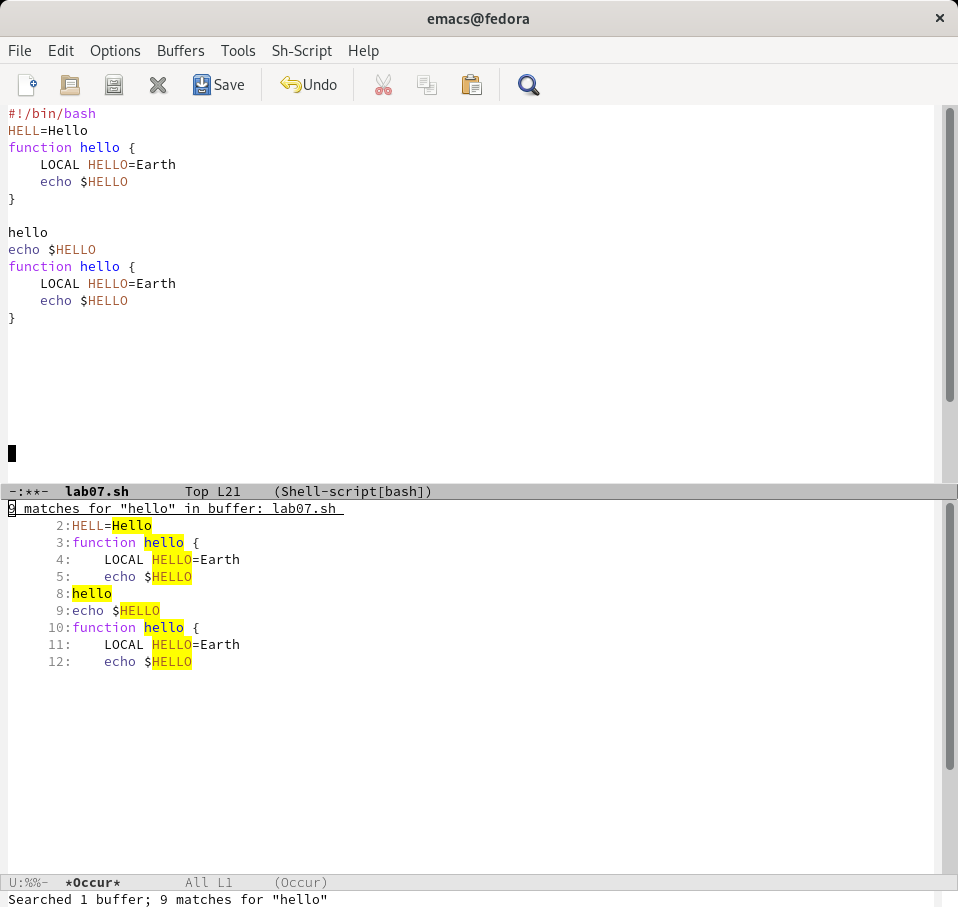 emacs@fedora
File Edit Options Buffers Tools Sh-Script Help
Save Undo
#!/bin/bash
HELL=Hello
function hello {
    LOCAL HELLO=Earth
    echo $HELLO
}
hello
echo $HELLO
function hello {
    LOCAL HELLO=Earth
    echo $HELLO
}
-:**-  lab07.sh       Top L21    (Shell-script[bash])
9 matches for "hello" in buffer: lab07.sh
      2:HELL=Hello
      3:function hello {
      4:    LOCAL HELLO=Earth
      5:    echo $HELLO
      8:hello
      9:echo $HELLO
     10:function hello {
     11:    LOCAL HELLO=Earth
     12:    echo $HELLO
U:%%-  *Occur*        All L1     (Occur)
Searched 1 buffer; 9 matches for "hello"